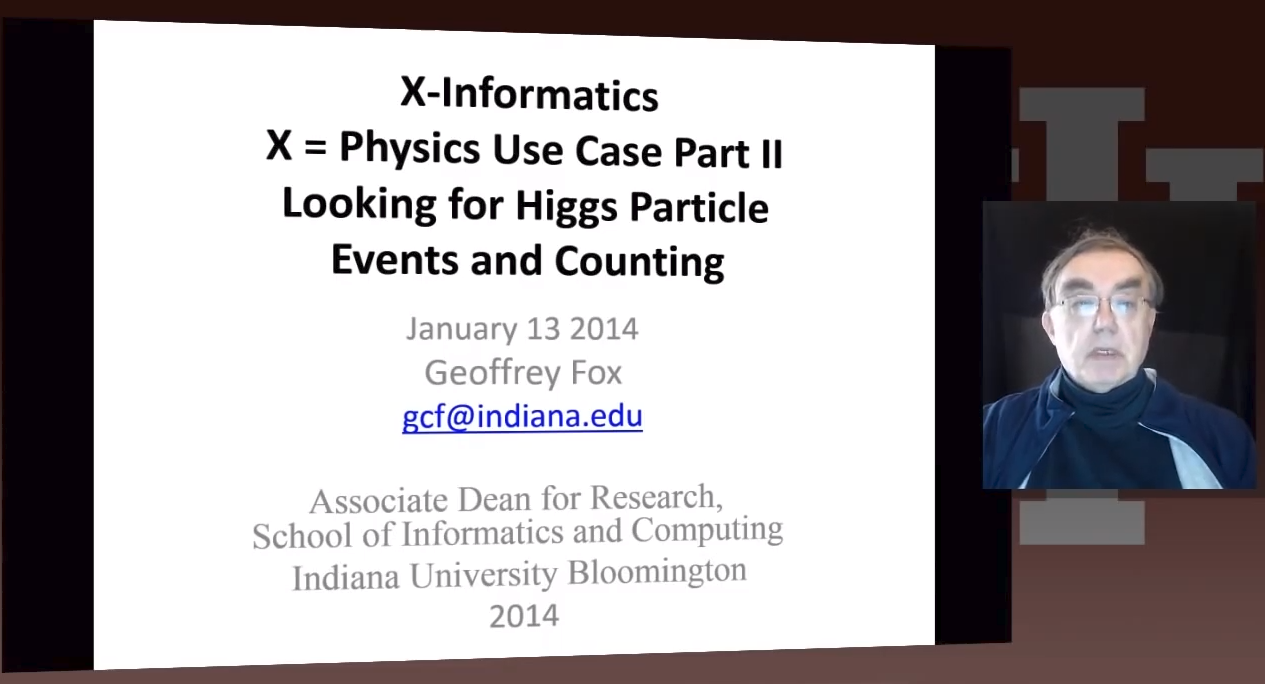 X-Informatics
X = Physics Use Case Part II
Looking for Higgs Particle
Events and Counting
January 13 2014
Geoffrey Fox
gcf@indiana.edu
Associate Dean for Research,
School of Informatics and Computing
Indiana University Bloomington
2014